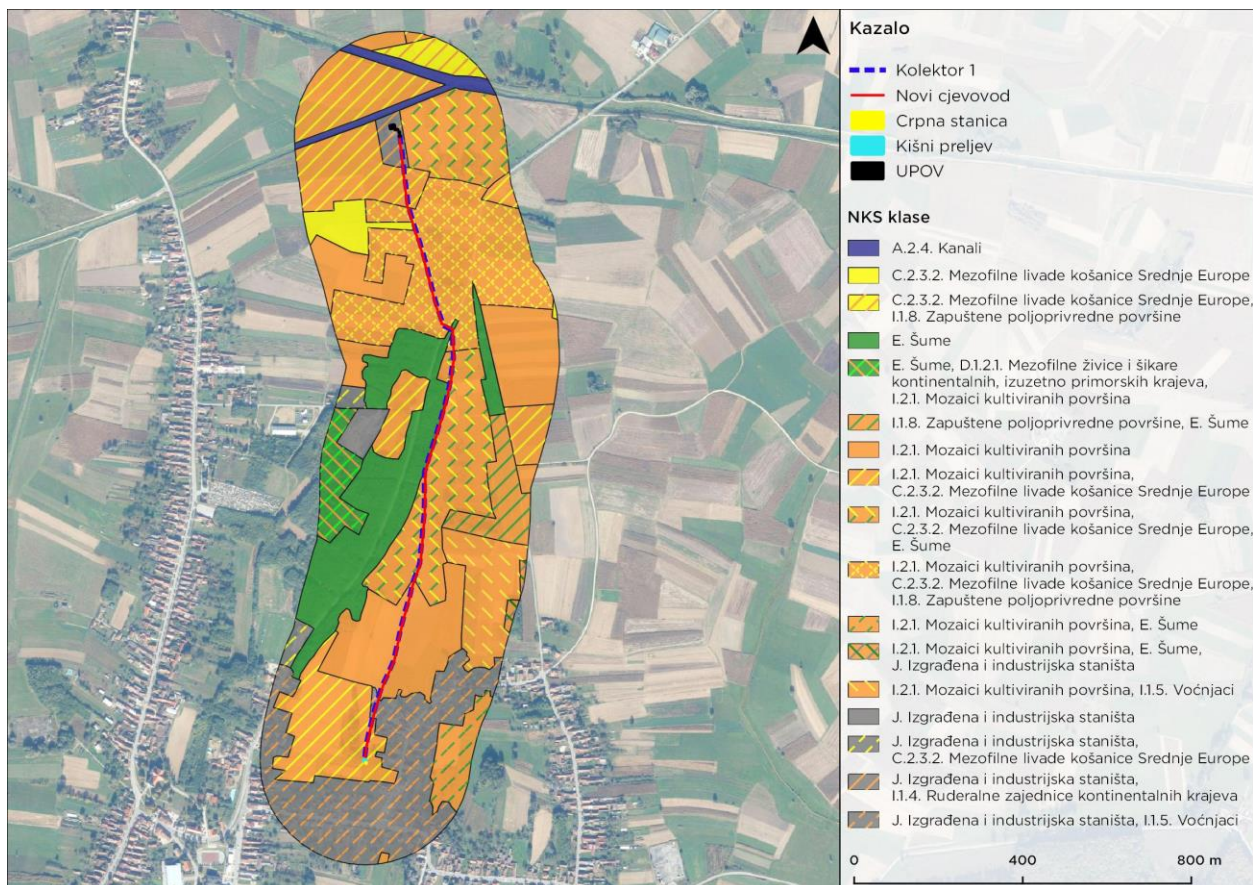 Kazalo
Kolektor 1
Novi cjevovod
Crpna stanica
Kišni preljev
UPOV
NKS klase
A.2.4. Kanali
C.2.3.2. Mezofilne livade košanice Srednje Europe
C.2.3.2. Mezofilne livade košanice Srednje Europe,
I.1.8. Zapuštene poljoprivredne površine
E. Šume
E. Šume, D.1.2.1. Mezofilne živice i šikare
kontinentalnih, izuzetno primorskih krajeva,
I.2.1. Mozaici kultiviranih površina
I.1.8. Zapuštene poljoprivredne površine, E. Šume
I.2.1. Mozaici kultiviranih površina
I.2.1. Mozaici kultiviranih površina,
C.2.3.2. Mezofilne livade košanice Srednje Europe
I.2.1. Mozaici kultiviranih površina,
C.2.3.2. Mezofilne livade košanice Srednje Europe,
E. Šume
I.2.1. Mozaici kultiviranih površina,
C.2.3.2. Mezofilne livade košanice Srednje Europe,
I.1.8. Zapuštene poljoprivredne površine
I.2.1. Mozaici kultiviranih površina, E. Šume
I.2.1. Mozaici kultiviranih površina, E. Šume,
J. Izgrađena i industrijska staništa
I.2.1. Mozaici kultiviranih površina, I.1.5. Voćnjaci
J. Izgrađena i industrijska staništa
J. Izgrađena i industrijska staništa,
C.2.3.2. Mezofilne livade košanice Srednje Europe
J. Izgrađena i industrijska staništa,
I.1.4. Ruderalne zajednice kontinentalnih krajeva
J. Izgrađena i industrijska staništa, I.1.5. Voćnjaci
0 400 800 m